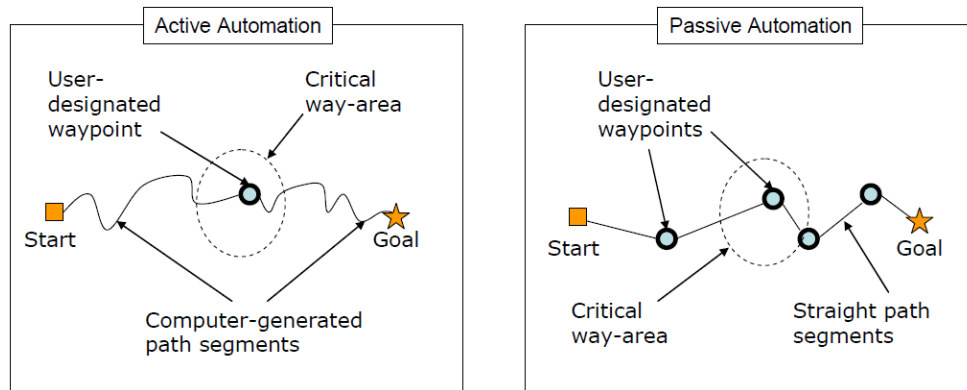 Active Automation
User-
designated
waypoint
Critical
way-area
Start
Goal
Computer-generated
path segments
Passive Automation
User-
designated
waypoints
Start
Goal
Critical
way-area
Straight path
segments